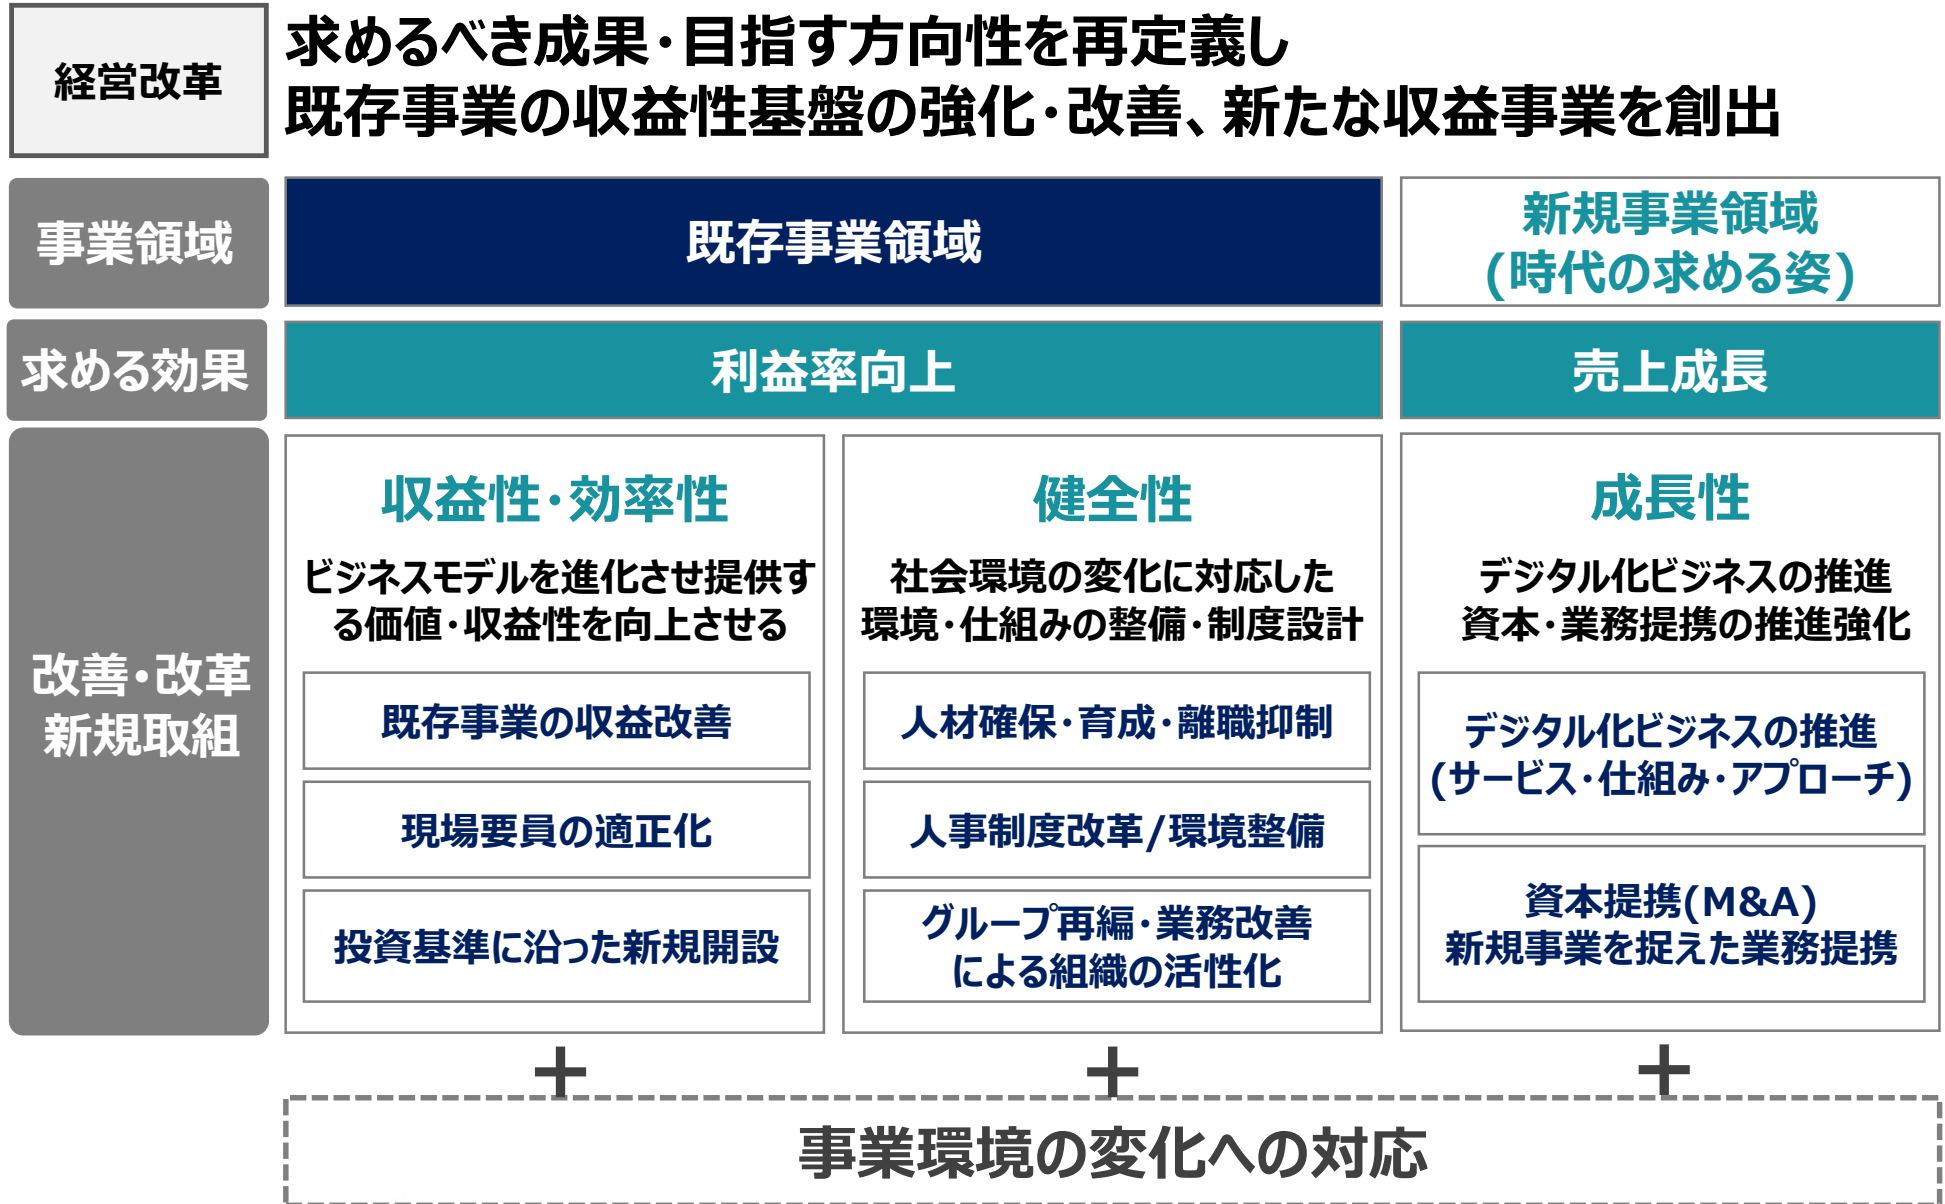 経営改革
求めるべき成果・目指す方向性を再定義し
既存事業の収益性基盤の強化・改善、新たな収益事業を創出
事業領域
既存事業領域
新規事業領域
(時代の求める姿)
求める効果
利益率向上
売上成長
改善・改革
新規取組
収益性・効率性
ビジネスモデルを進化させ提供す
る価値・収益性を向上させる
既存事業の収益改善
現場要員の適正化
投資基準に沿った新規開設
健全性
社会環境の変化に対応した
環境・仕組みの整備・制度設計
人材確保・育成・離職抑制
人事制度改革/環境整備
グループ再編・業務改善
による組織の活性化
成長性
デジタル化ビジネスの推進
資本・業務提携の推進強化
デジタル化ビジネスの推進
(サービス・仕組み・アプローチ)
資本提携(M&A)
新規事業を捉えた業務提携
+
+
+
事業環境の変化への対応